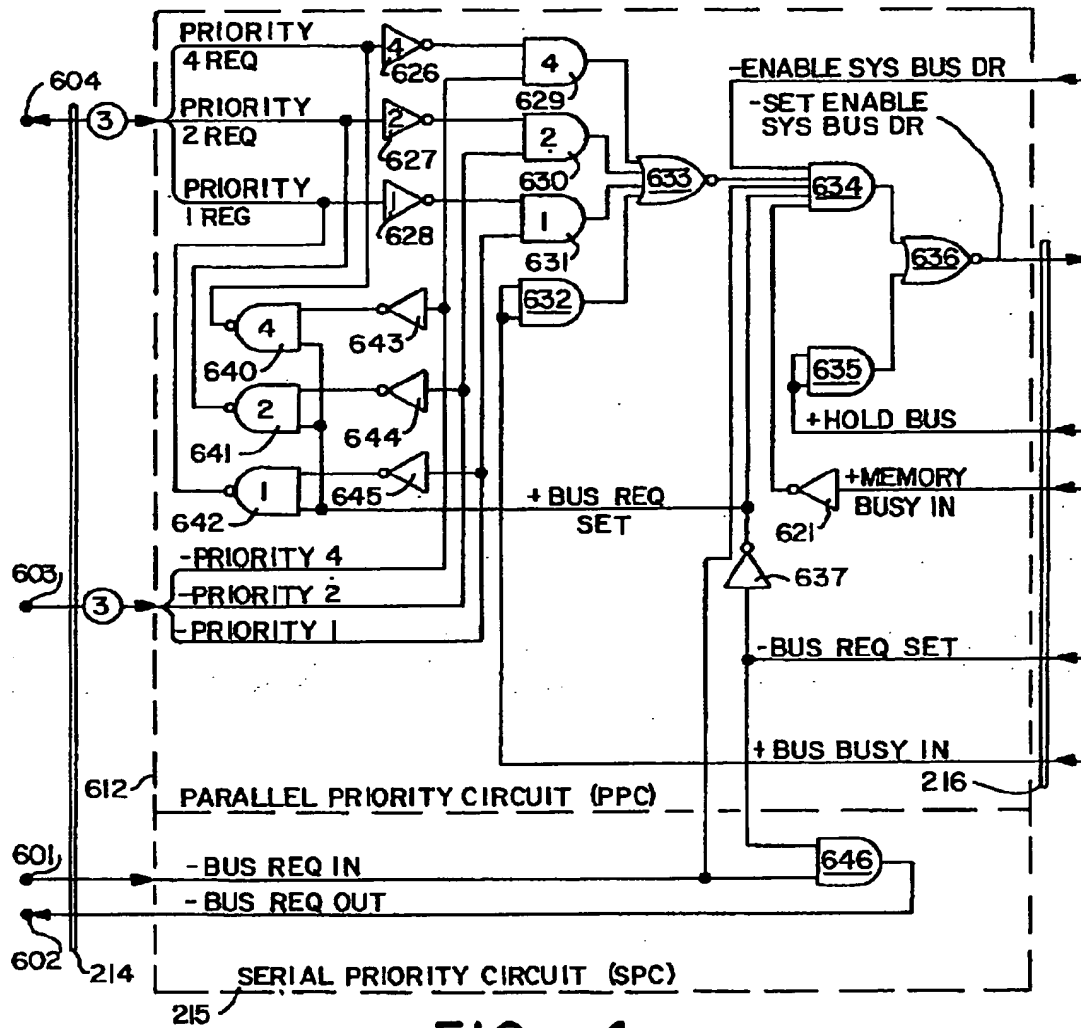 PRIORITY
4 REQ
4
626
4
629
-ENABLE SYS BUS DR
-SET ENABLE
SYS BUS DR
604
3
PRIORITY
2 REQ
2
627
2
630
633
634
PRIORITY
1 REG
1
628
1
631
636
632
4
640
643
635
2
641
644
+HOLD BUS
1
642
645
+BUS REQ
SET
+MEMORY
BUSY IN
621
637
603
3
-PRIORITY 4
-PRIORITY 2
-PRIORITY 1
-BUS REQ SET
+BUS BUSY IN
612
PARALLEL PRIORITY CIRCUIT (PPC)
216
601
-BUS REQ IN
646
-BUS REQ OUT
602
214
SERIAL PRIORITY CIRCUIT (SPC)
215